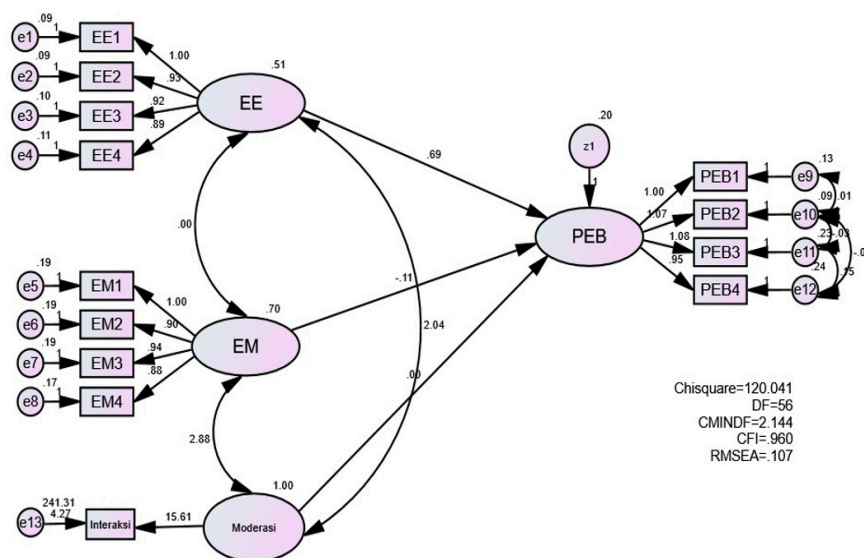 .09
e1
1
EE1
1.00
.09
e2
1
EE2
.93
.10
e3
1
EE3
.92
.11
e4
1
EE4
.89
.51
EE
.20
z1
1
.69
.00
PEB
1.00
PEB1
1
e9
.13
1.07
PEB2
1
e10
.09
.01
1.08
PEB3
1
e11
.23
-.03
.95
PEB4
1
e12
.24
.15
-.11
.19
e5
1
EM1
1.00
.19
e6
1
EM2
.90
.19
e7
1
EM3
.94
.17
e8
1
EM4
.88
.70
EM
2.04
.00
2.88
Chisquare=120.041
DF=56
CMINDF=2.144
CFI=.960
RMSEA=.107
1.00
241.31
e13
4.27
Interaksi
15.61
Moderasi